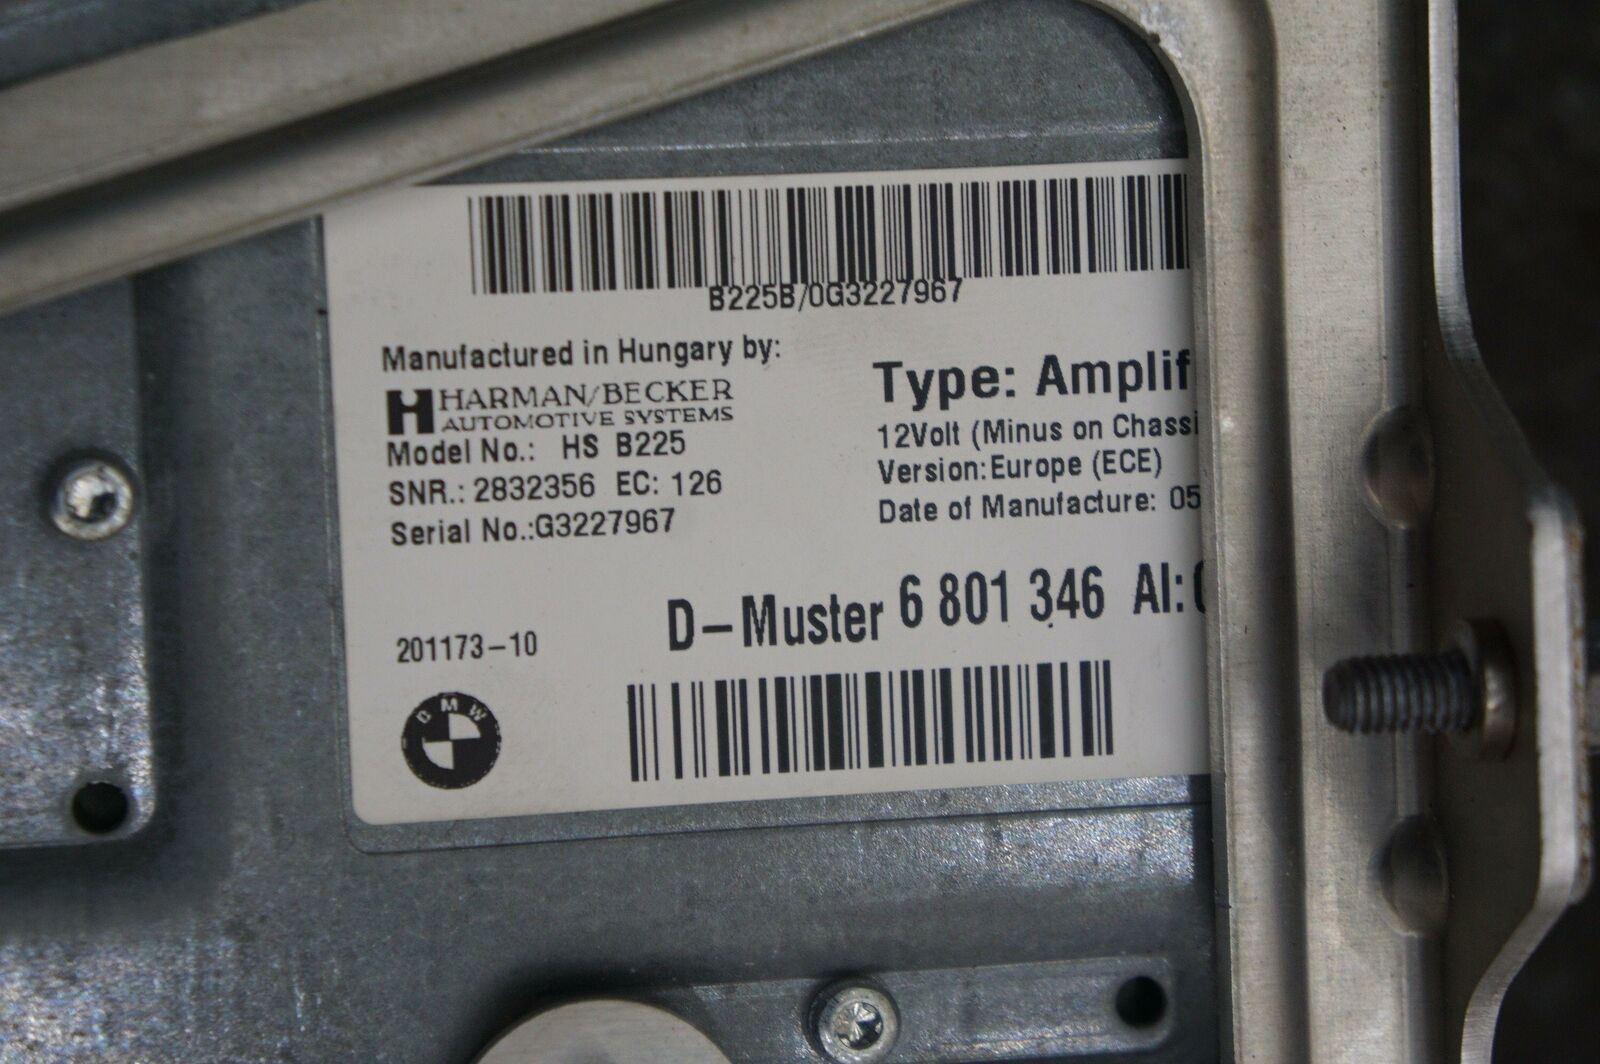 B225B/0G3227967
Manufactured in Hungary by:
H HARMAN/BECKER
AUTOMOTIVE SYSTEMS
Model No.: HS B225
SNR.: 2832356 EC: 126
Serial No.:G3227967
Type: Amplif
12Volt (Minus on Chassi
Version:Europe (ECE)
Date of Manufacture: 05
D-Muster 6 801 346 AI:
201173-10
BMW